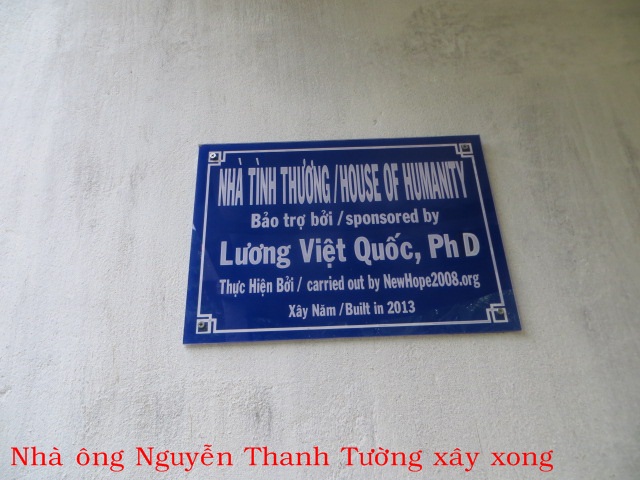 NHÀ TÌNH THƯƠNG / HOUSE OF HUMANITY
Bảo trợ bởi / sponsored by
Lương Việt Quốc, Ph D
Thực Hiện Bởi / carried out by NewHope2008.org
Xây Năm / Built in 2013
Nhà ông Nguyễn Thanh Tường xây xong